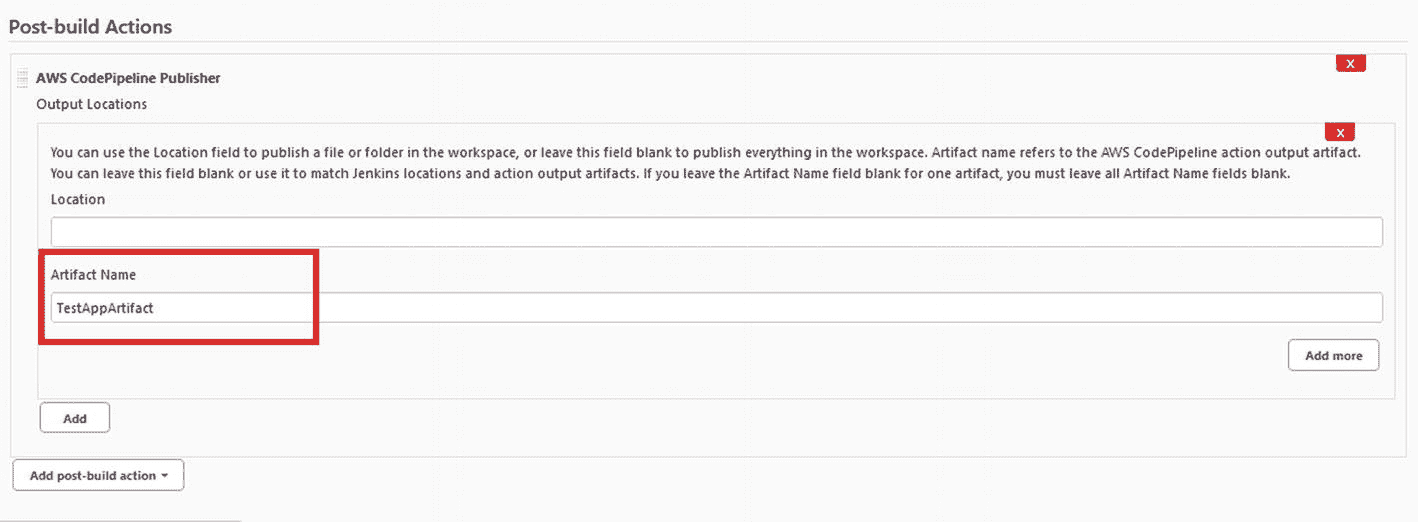 Post-build Actions
X
AWS CodePipeline Publisher
Output Locations
X
You can use the Location field to publish a file or folder in the workspace, or leave this field blank to publish everything in the workspace. Artifact name refers to the AWS CodePipeline action output artifact.
You can leave this field blank or use it to match Jenkins locations and action output artifacts. If you leave the Artifact Name field blank for one artifact, you must leave all Artifact Name fields blank.
Location
Artifact Name
TestAppArtifact
Add more
Add
Add post-build action